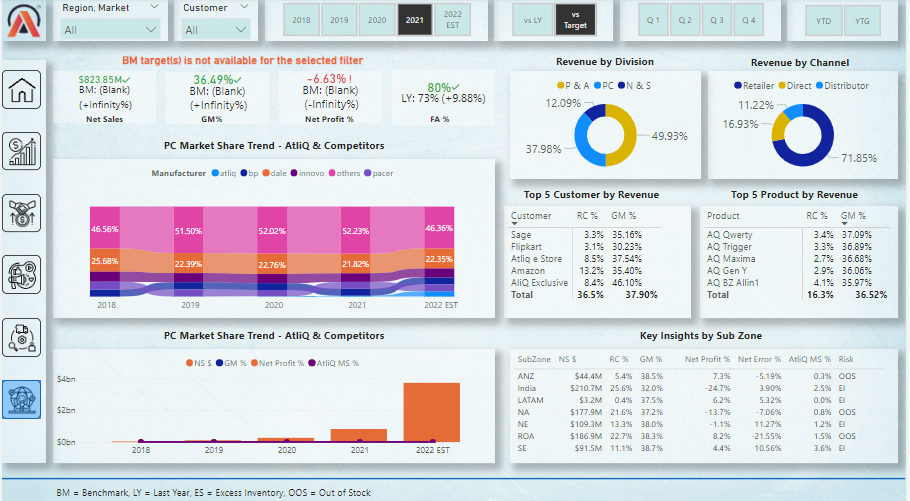 Region, Market
All
Customer
All
2018
2019
2020
2021
2022
EST
vs LY
vs
Target
Q 1
Q 2
Q 3
Q 4
YTD
YTG
BM target(s) is not available for the selected filter
$823.85M✓
BM: (Blank)
(+Infinity%)
Net Sales
36.49%✓
BM: (Blank)
(+Infinity%)
GM%
-6.63% !
BM: (Blank)
(-Infinity%)
Net Profit %
80%✓
LY: 73% (+9.88%)
FA %
Revenue by Division
P & A PC N & S
12.09%
37.98%
49.93%
Revenue by Channel
Retailer Direct Distributor
11.22%
16.93%
71.85%
PC Market Share Trend - AtliQ & Competitors
Manufacturer atliq bp dale innovo others pacer
46.56% 51.50% 52.02% 52.23% 46.36%
25.68% 22.39% 22.76% 21.82% 22.35%
2018 2019 2020 2021 2022 EST
Top 5 Customer by Revenue
Customer RC % GM %
Sage 3.3% 35.16%
Flipkart 3.1% 30.23%
Atliq e Store 8.5% 37.54%
Amazon 13.2% 35.40%
AliQ Exclusive 8.4% 46.10%
Total 36.5% 37.90%
Top 5 Product by Revenue
Product RC % GM %
AQ Qwerty 3.4% 37.09%
AQ Trigger 3.3% 36.89%
AQ Maxima 2.7% 36.68%
AQ Gen Y 2.9% 36.06%
AQ BZ Allin1 4.1% 35.97%
Total 16.3% 36.52%
PC Market Share Trend - AtliQ & Competitors
NS $ GM % Net Profit % AtliQ MS %
$4bn
$2bn
$0bn
2018 2019 2020 2021 2022 EST
Key Insights by Sub Zone
SubZone NS $ RC % GM % Net Profit % Net Error % AtliQ MS % Risk
ANZ $44.4M 5.4% 38.5% 7.3% -5.19% 0.3% OOS
India $210.7M 25.6% 32.0% -24.7% 3.90% 2.5% EI
LATAM $3.2M 0.4% 37.5% 6.2% 5.32% 0.0% EI
NA $177.9M 21.6% 37.2% -13.7% -7.06% 0.8% OOS
NE $109.3M 13.3% 38.0% -1.1% 11.27% 1.2% EI
ROA $186.9M 22.7% 38.3% 8.2% -21.55% 1.5% OOS
SE $91.5M 11.1% 38.7% 4.4% 10.56% 3.6% EI
BM = Benchmark, LY = Last Year, ES = Excess Inventory, OOS = Out of Stock